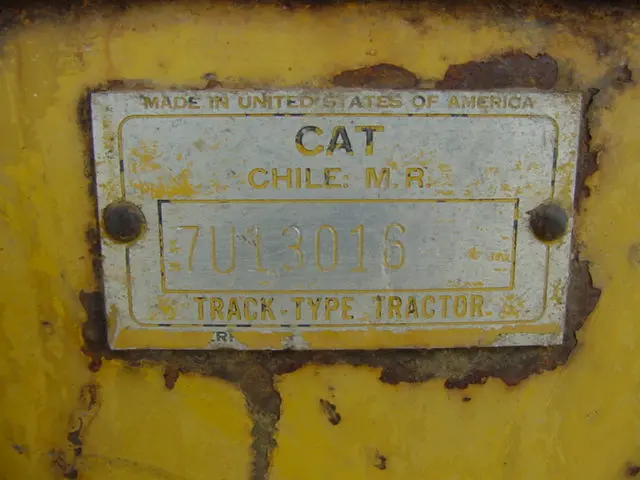 MADE IN UNITED STATES OF AMERICA
CAT
CHILE: M.R.
7U13016
TRACK-TYPE TRACTOR